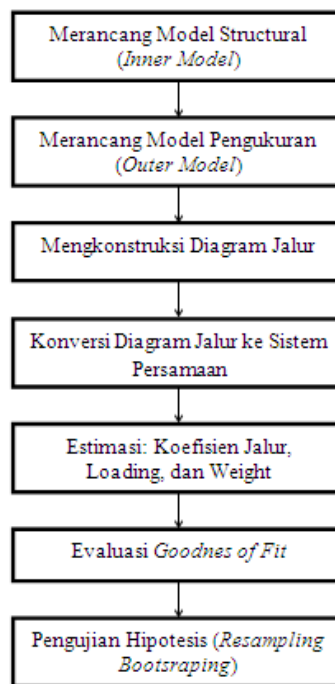 Merancang Model Structural
(Inner Model)
Merancang Model Pengukuran
(Outer Model)
Mengkonstruksi Diagram Jalur
Konversi Diagram Jalur ke Sistem
Persamaan
Estimasi: Koefisien Jalur,
Loading, dan Weight
Evaluasi Goodnes of Fit
Pengujian Hipotesis (Resampling
Bootsraping)